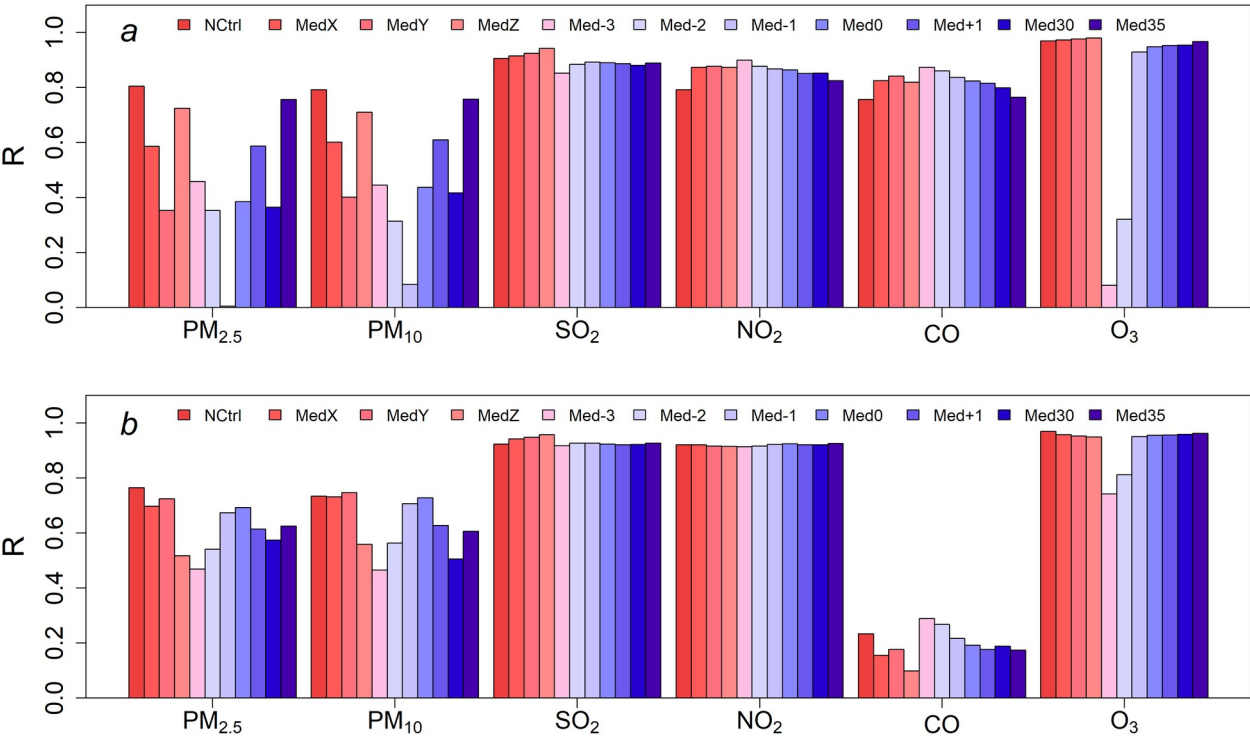 a NCtrl MedX MedY MedZ Med-3 Med-2 Med-1 Med0 Med+1 Med30 Med35
R
1.0
0.8
0.6
0.4
0.2
0.0
PM2.5 PM10 SO2 NO2 CO O3
b NCtrl MedX MedY MedZ Med-3 Med-2 Med-1 Med0 Med+1 Med30 Med35
R
1.0
0.8
0.6
0.4
0.2
0.0
PM2.5 PM10 SO2 NO2 CO O3